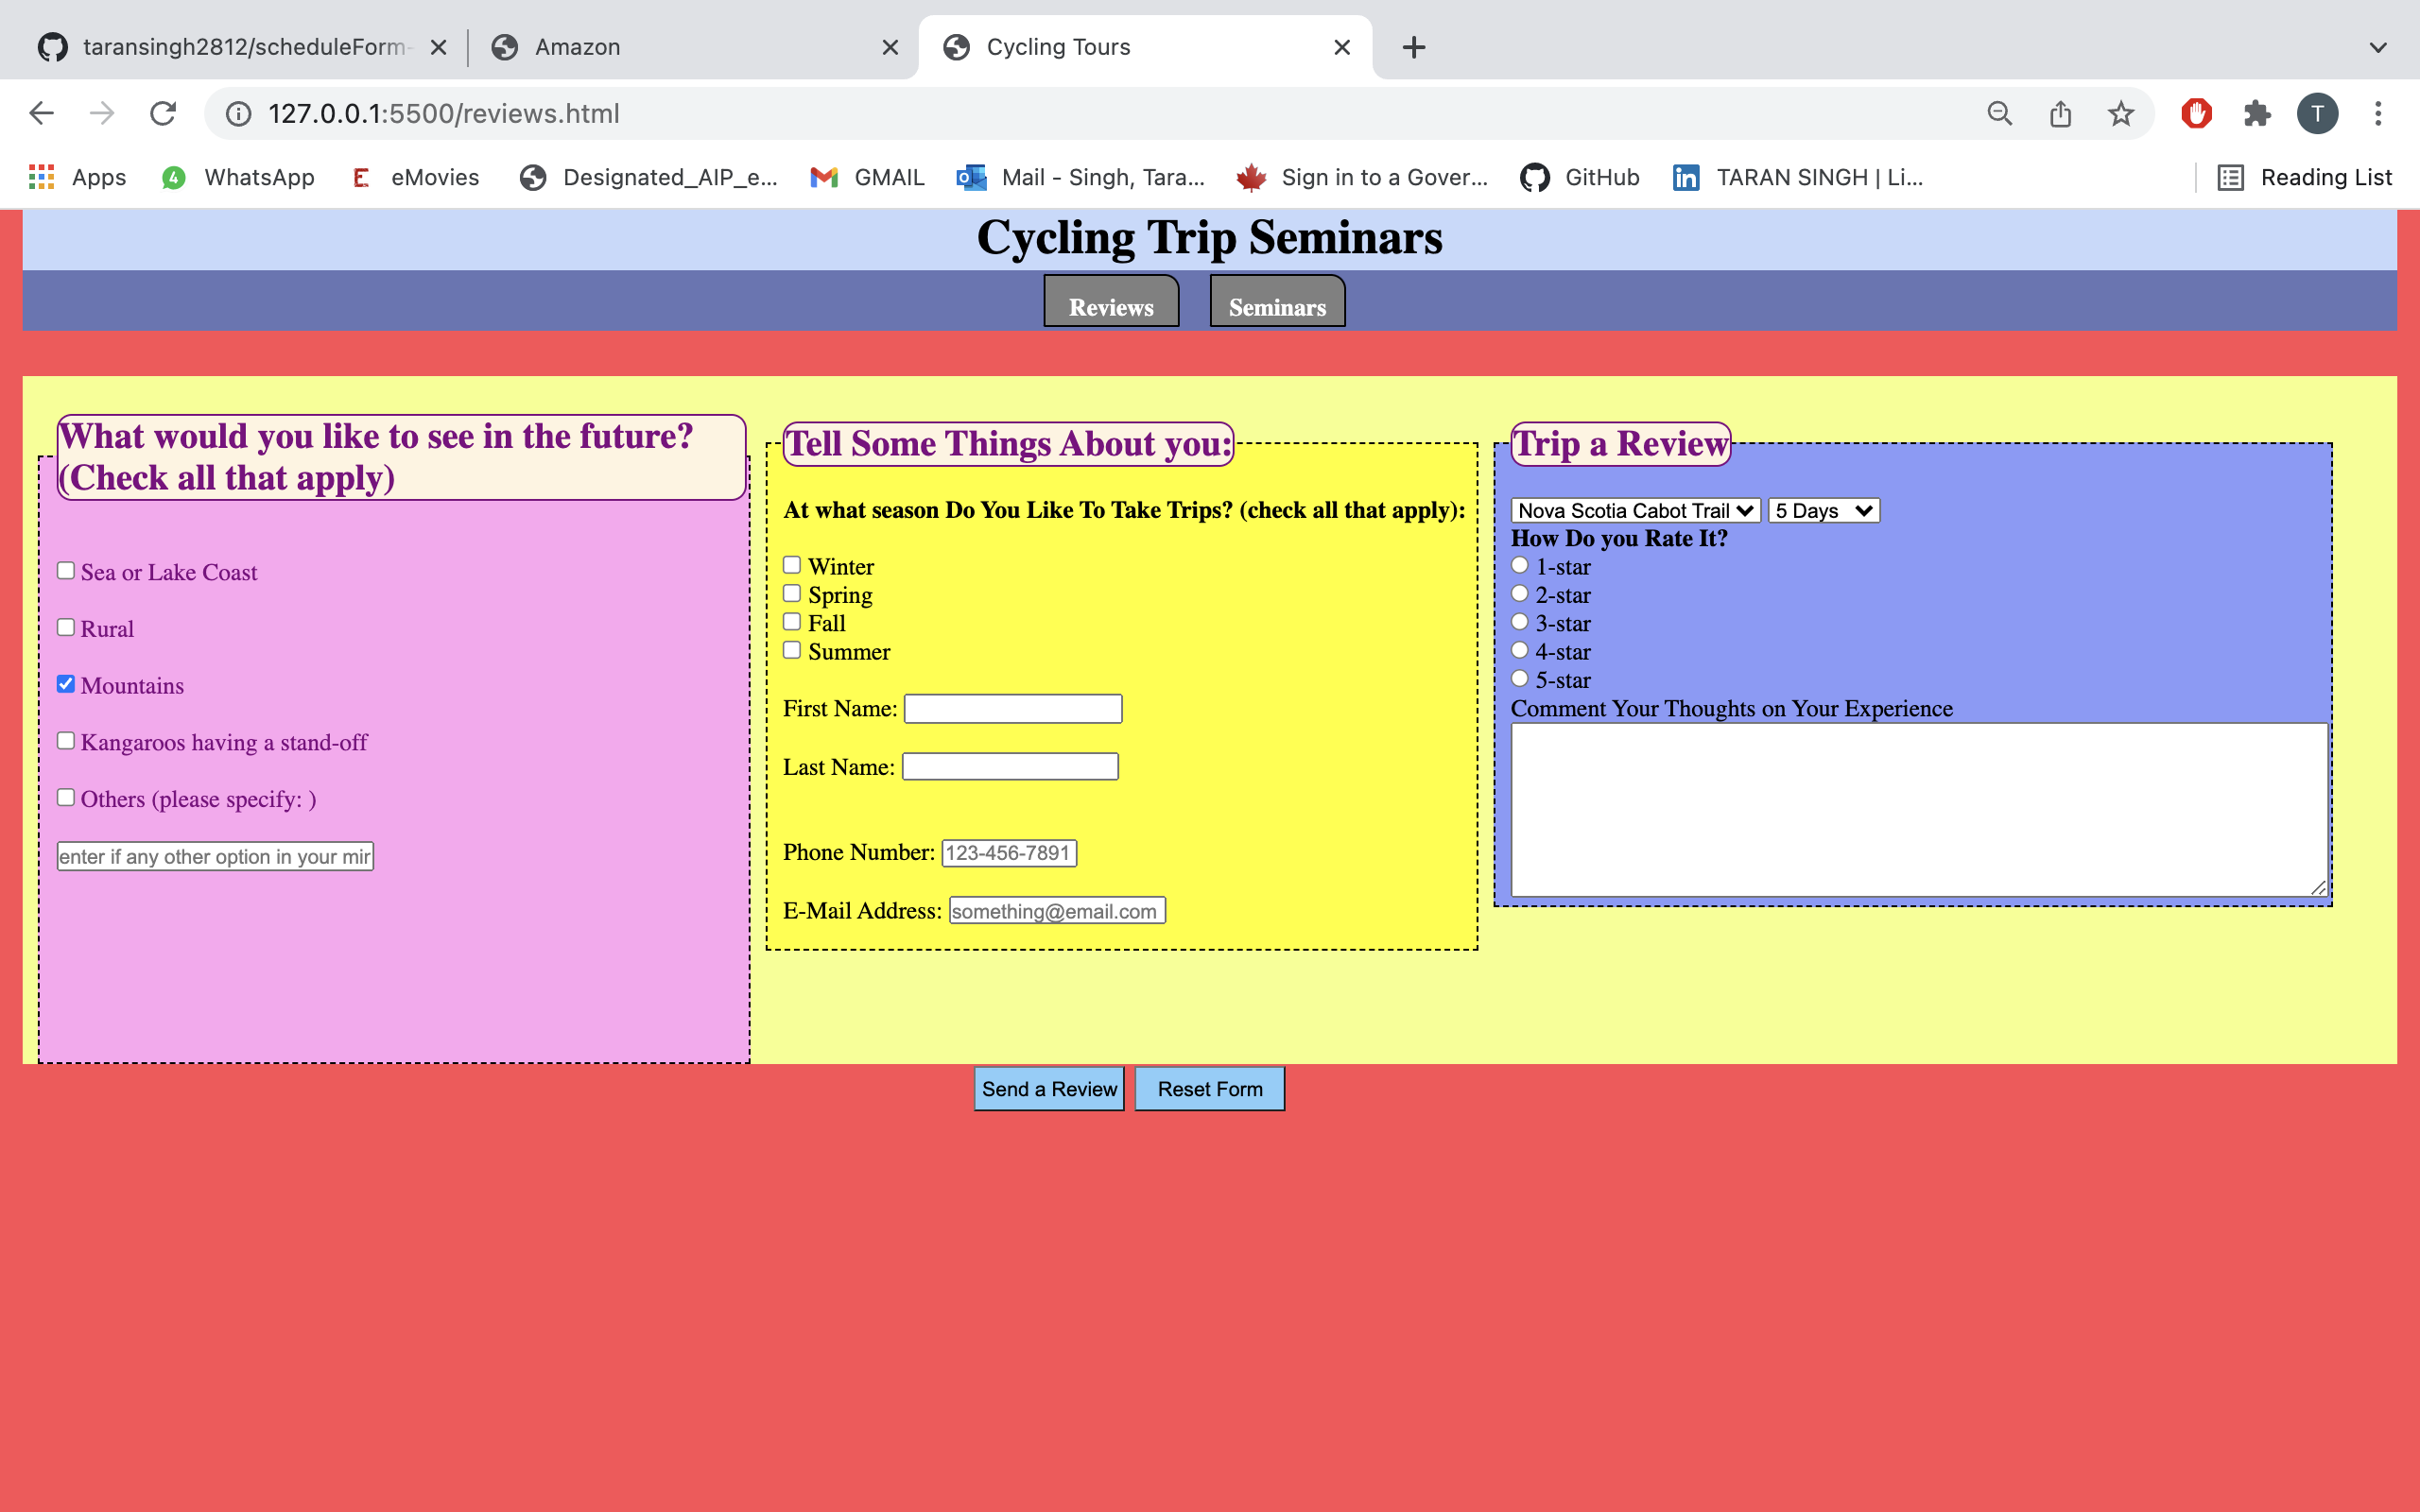 taransingh2812/scheduleForm-
Amazon
Cycling Tours
127.0.0.1:5500/reviews.html
T
Apps
4
WhatsApp
E
eMovies
Designated_AIP_e...
GMAIL
Mail - Singh, Tara...
Sign in to a Gover...
GitHub
in
TARAN SINGH | Li...
Reading List
Cycling Trip Seminars
Reviews
Seminars
What would you like to see in the future?
(Check all that apply)
Sea or Lake Coast
Rural
Mountains
Kangaroos having a stand-off
Others (please specify: )
enter if any other option in your mir
Tell Some Things About you:
At what season Do You Like To Take Trips? (check all that apply):
Winter
Spring
Fall
Summer
First Name:
Last Name:
Phone Number: 123-456-7891
E-Mail Address: something@email.com
Trip a Review
Nova Scotia Cabot Trail 5 Days
How Do you Rate It?
1-star
2-star
3-star
4-star
5-star
Comment Your Thoughts on Your Experience
Send a Review
Reset Form